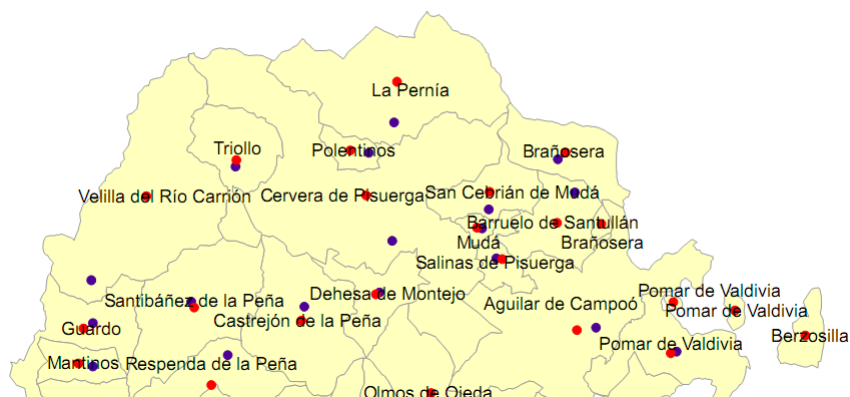 La Pernía
Triollo
Polentinos
Brañosera
Velilla del Río Carrión
Cervera de Pisuerga
San Cebrián de Mudá
Barruelo de Santullán
Mudá
Brañosera
Salinas de Pisuerga
Pomar de Valdivia
Santibáñez de la Peña
Dehesa de Montejo
Aguilar de Campoó
Pomar de Valdivia
Castrejón de la Peña
Guardo
Berzosilla
Pomar de Valdivia
Mantinos
Respenda de la Peña
Olmos de Ojeda